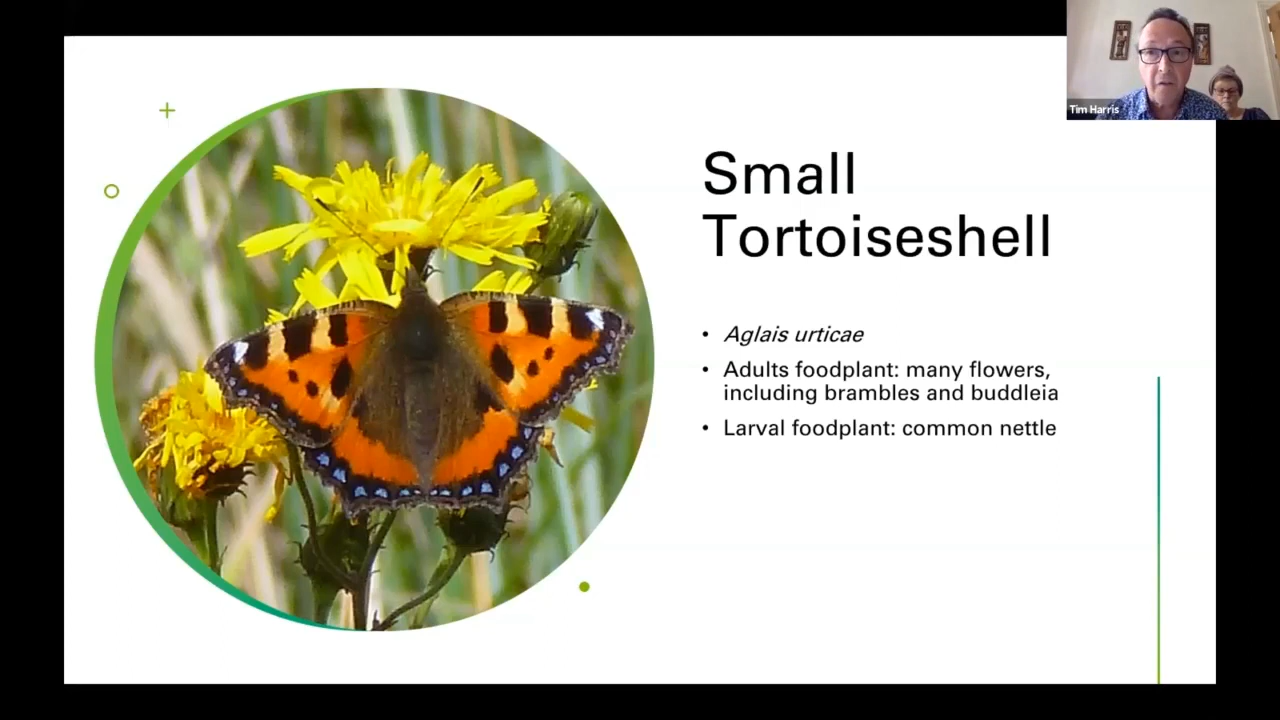 Tim Harris
Small
Tortoiseshell
• Aglais urticae
• Adults foodplant: many flowers,
including brambles and buddleia
• Larval foodplant: common nettle